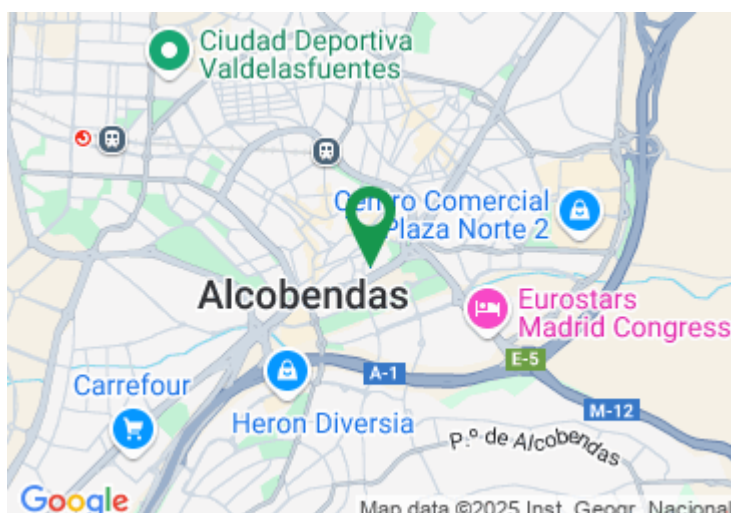 Ciudad Deportiva
Valdelasfuentes
Centro Comercial
Plaza Norte 2
Alcobendas
Eurostars
Madrid Congress
E-5
A-1
Carrefour
M-12
Heron Diversia
P.º de Alcobendas
Google
Map data ©2025 Inst. Geogr. Nacional